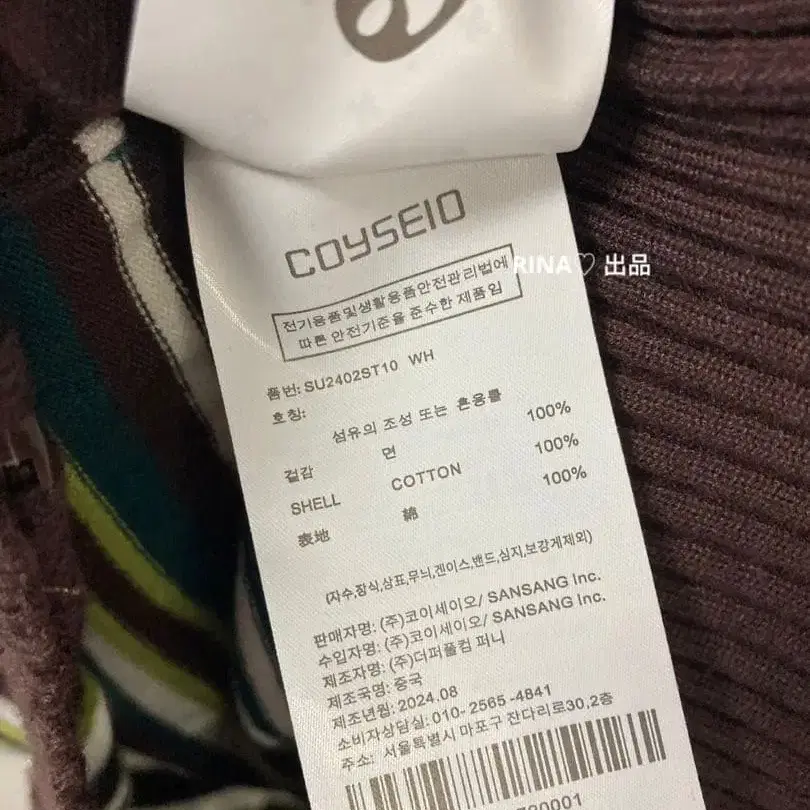 COYSEIO
RINA♡ 出品
전기용품및생활용품안전관리법에
따른 안전기준을 준수한 제품임
품번: SU2402ST10 WH
호칭:
섬유의 조성 또는 혼용률
겉감 면 100%
SHELL COTTON 100%
表地 綿 100%
(자수,장식,상표,무늬,겐이스,밴드,심지,보강제제외)
판매자명: (주)코이세이오/ SANSANG Inc.
수입자명: (주)코이세이오/ SANSANG Inc.
제조자명: (주)더퍼폴컴 퍼니
제조국명: 중국
제조년월: 2024.08
소비자상담실: 010- 2565 -4841
주소: 서울특별시 마포구 잔다리로30,2층